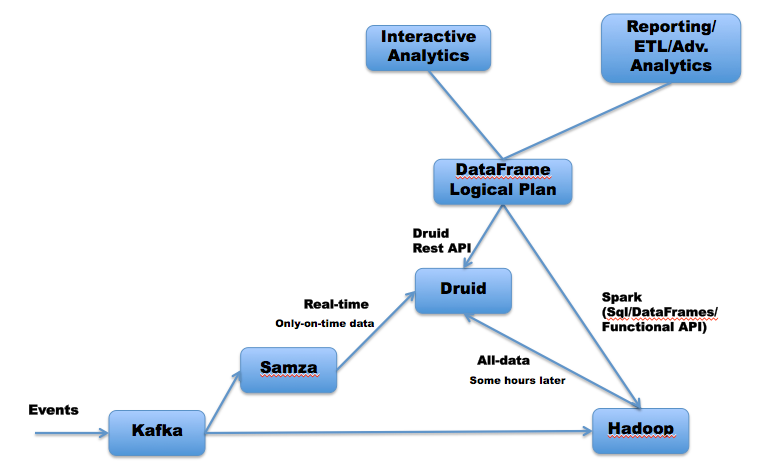 Interactive
Analytics
Reporting/
ETL/Adv.
Analytics
DataFrame
Logical Plan
Druid
Rest API
Druid
Real-time
Only-on-time data
Spark
(Sql/DataFrames/
Functional API)
Samza
All-data
Some hours later
Events
Kafka
Hadoop